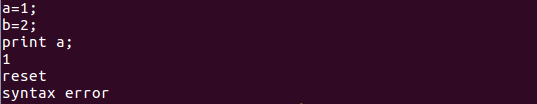 a=1;
b=2;
print a;
1
reset
syntax error